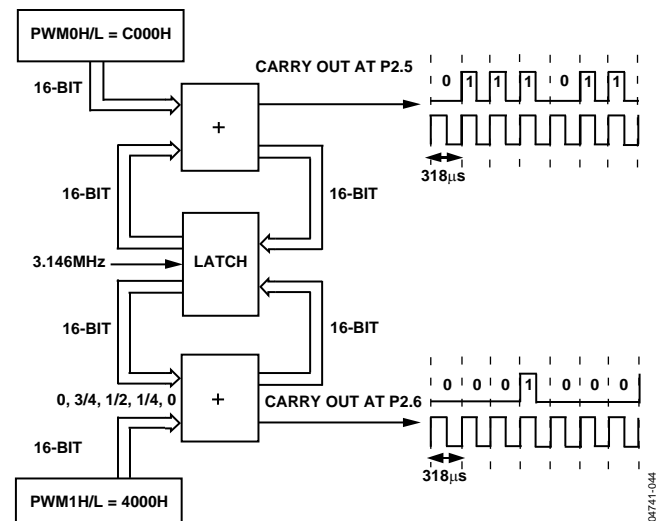 PWM0H/L = C000H
16-BIT
CARRY OUT AT P2.5
0 1 1 1 0 1 1
+
318μs
16-BIT
16-BIT
3.146MHz
LATCH
16-BIT
16-BIT
0, 3/4, 1/2, 1/4, 0
+
CARRY OUT AT P2.6
0 0 0 1 0 0 0
16-BIT
318μs
PWM1H/L = 4000H
04741-044